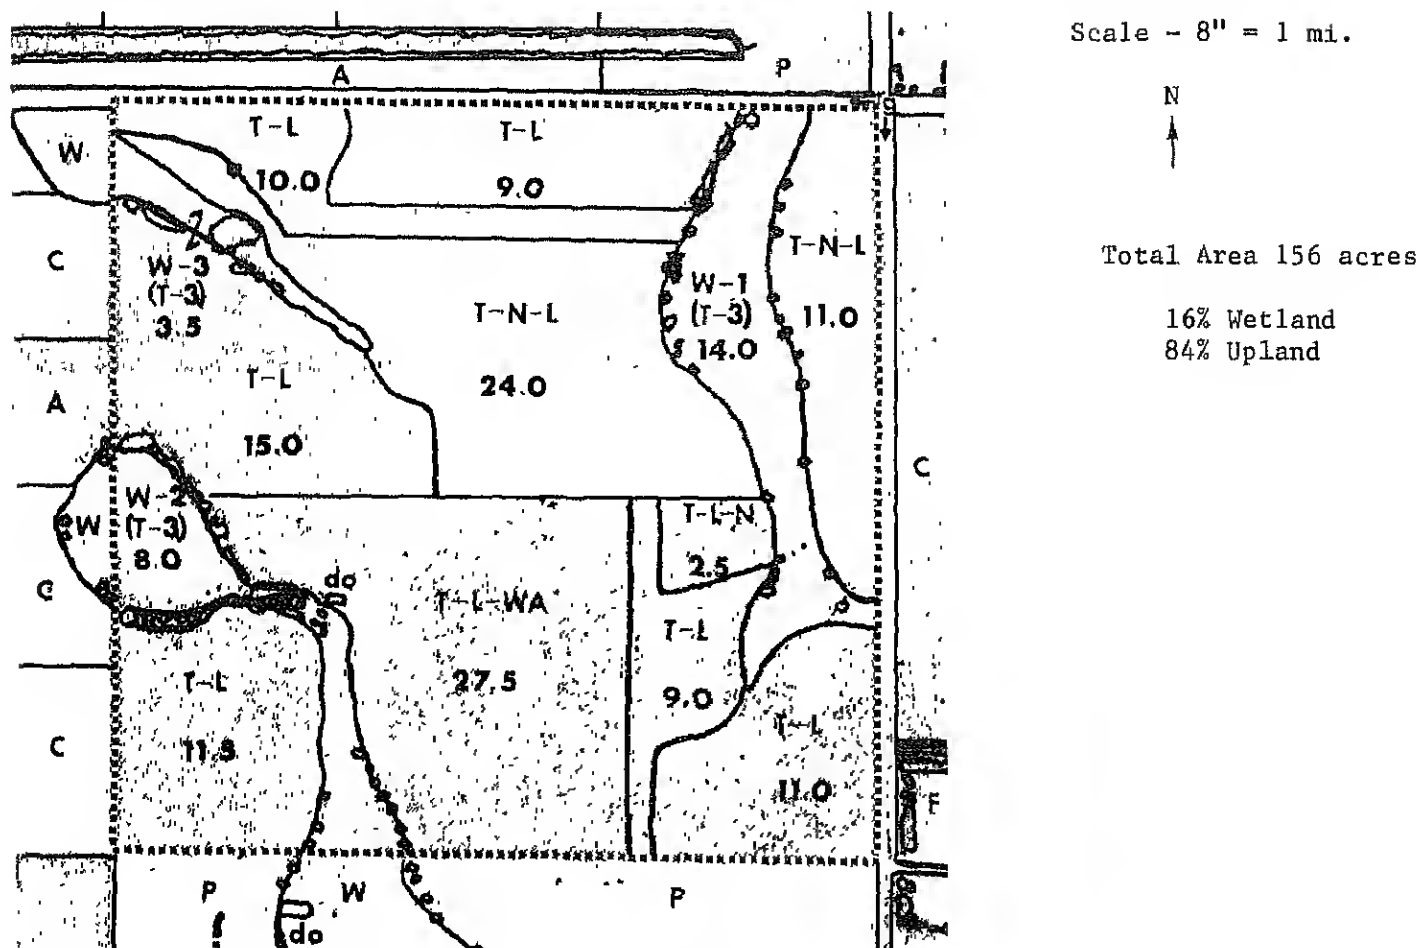 Scale - 8" = 1 mi.
N
Total Area 156 acres
16% Wetland
84% Upland
A
P
W
T-L
10.0
T-L
9.0
C
W-3
(T-3)
3.5
T-N-L
24.0
W-1
(T-3)
14.0
T-N-L
11.0
A
T-L
15.0
C
W
W-2
(T-3)
8.0
T-L-N
2.5
C
do
T-L-WA
27.5
T-L
9.0
T-L
11.5
C
T-L
11.0
P
W
P
do